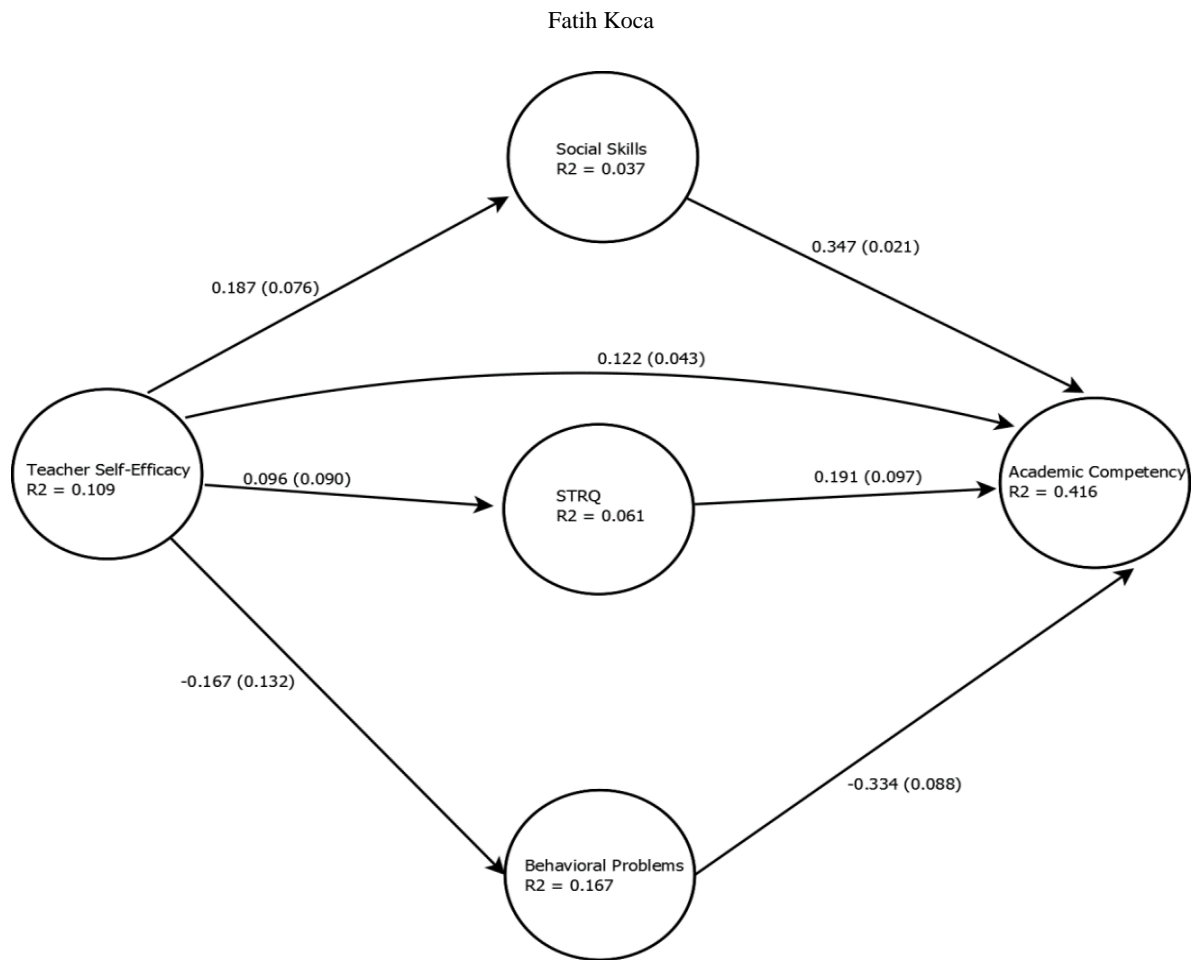 Fatih Koca
Social Skills
R2 = 0.037
0.347 (0.021)
0.187 (0.076)
0.122 (0.043)
Teacher Self-Efficacy
R2 = 0.109
0.096 (0.090)
STRQ
R2 = 0.061
0.191 (0.097)
Academic Competency
R2 = 0.416
-0.167 (0.132)
-0.334 (0.088)
Behavioral Problems
R2 = 0.167